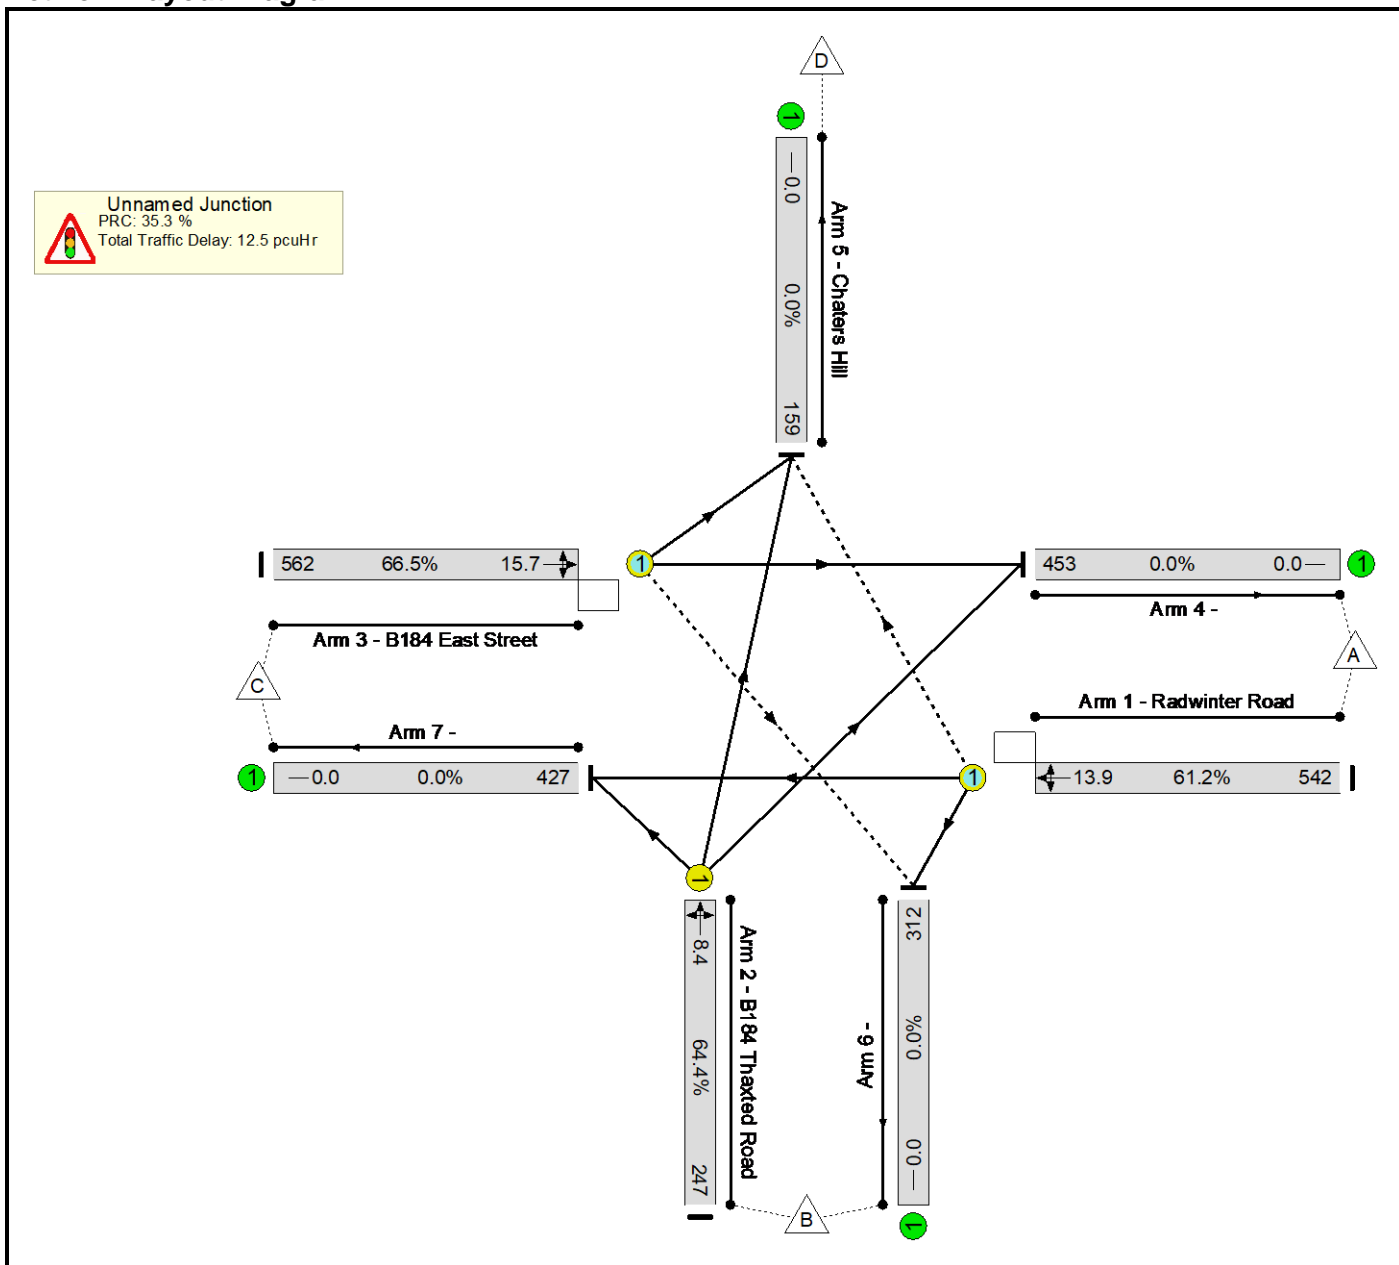 D
1
0.0
0.0%
159
Arm 5 - Chaters Hill
Unnamed Junction
PRC: 35.3 %
Total Traffic Delay: 12.5 pcuHr
562 66.5% 15.7
1
453 0.0% 0.0
1
Arm 3 - B184 East Street
Arm 4 -
C
A
Arm 7 -
Arm 1 - Radwinter Road
1
0.0 0.0% 427
1
13.9 61.2% 542
1
8.4
64.4%
247
Arm 2 - B184 Thaxted Road
Arm 6 -
312
0.0%
0.0
B
1